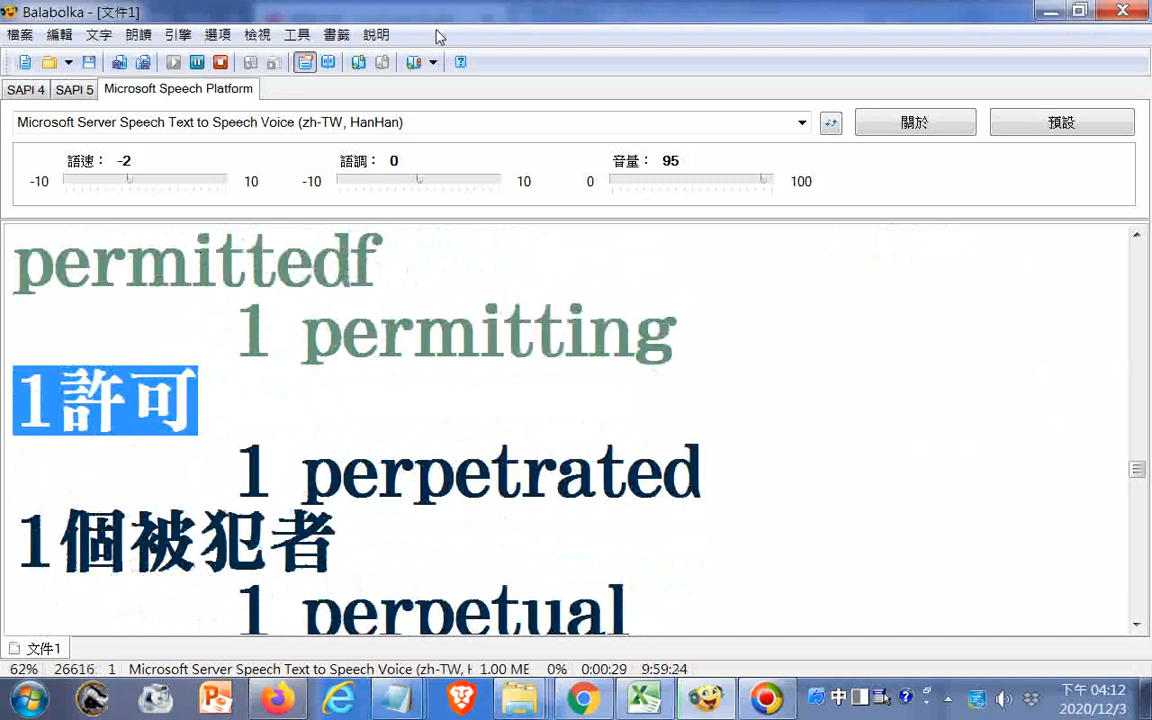 Balabolka - [文件1]
檔案 編輯 文字 朗讀 引擎 選項 檢視 工具 書籤 說明
SAPI 4 SAPI 5 Microsoft Speech Platform
Microsoft Server Speech Text to Speech Voice (zh-TW, HanHan) 關於 預設
語速： -2 語調： 0 音量： 95
-10 10 -10 10 0 100
permittedf
1 permitting
1許可
1 perpetrated
1個被犯者
1 perpetual
文件1
62% 26616: 1 Microsoft Server Speech Text to Speech Voice (zh-TW, H 1.00 ME 0% 0:00:29 9:59:24
中 下午 04:12
2020/12/3